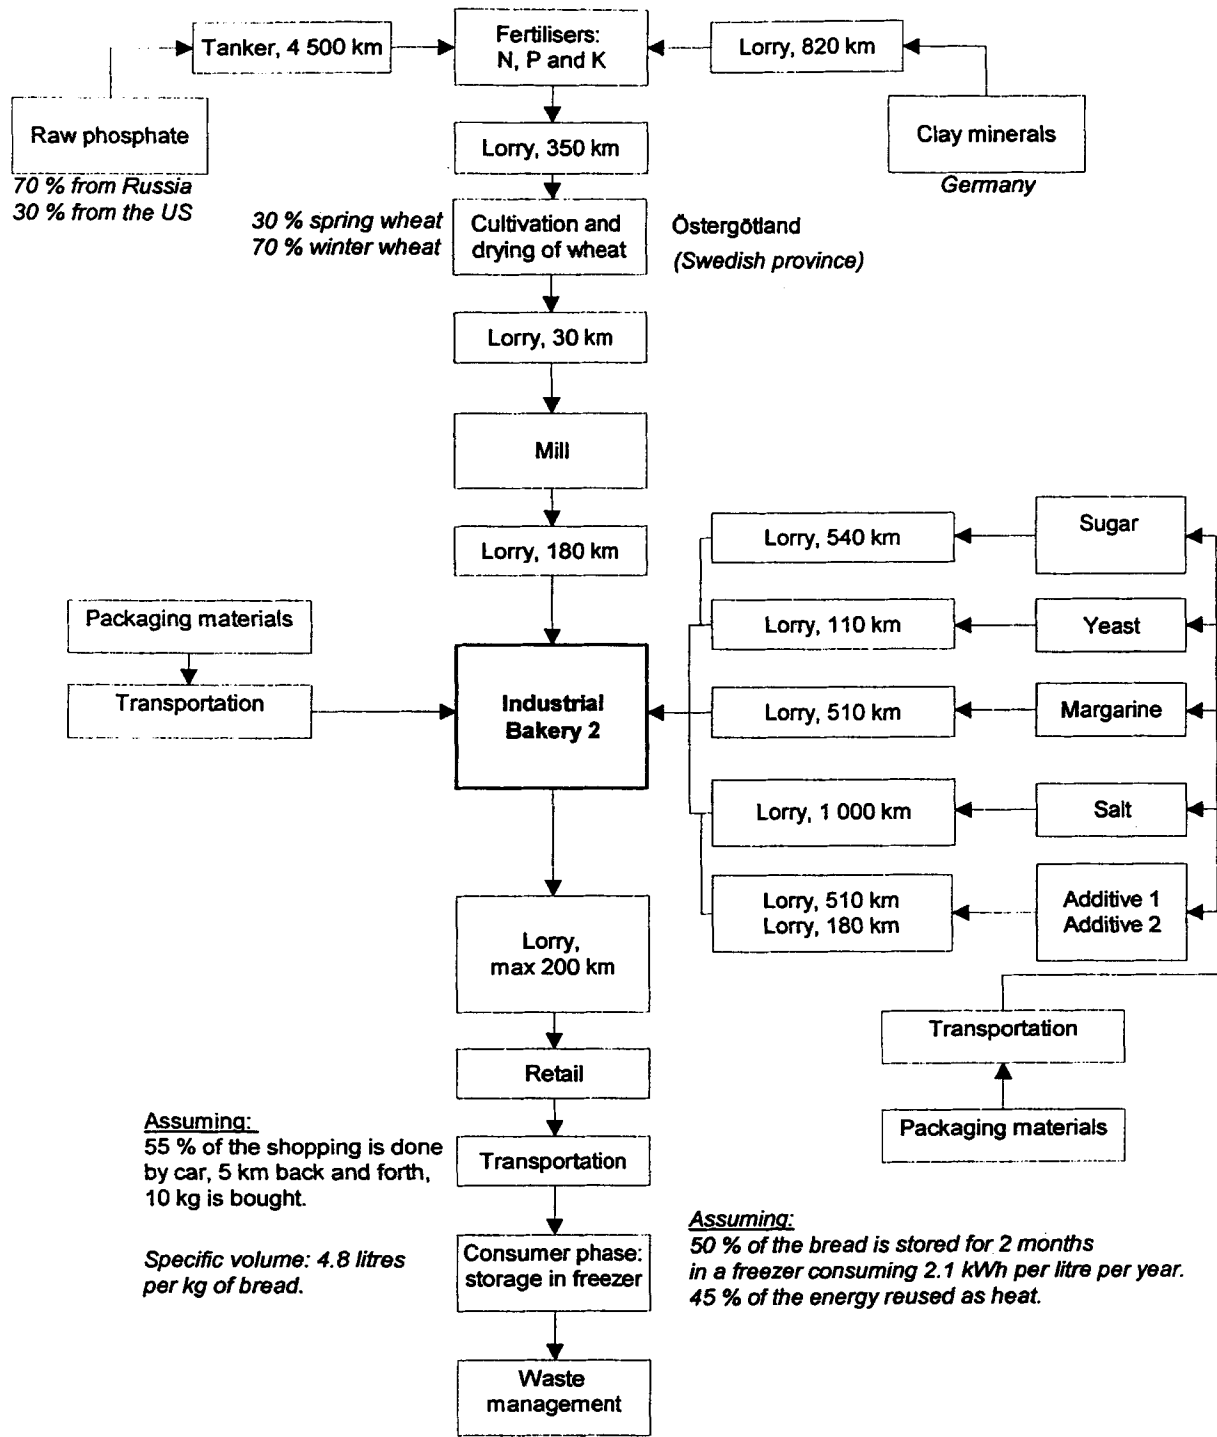 Tanker, 4 500 km
Fertilisers:
N, P and K
Lorry, 820 km
Raw phosphate
70 % from Russia
30 % from the US
Lorry, 350 km
Clay minerals
Germany
30 % spring wheat
70 % winter wheat
Cultivation and
drying of wheat
Östergötland
(Swedish province)
Lorry, 30 km
Mill
Lorry, 180 km
Lorry, 540 km
Sugar
Packaging materials
Transportation
Lorry, 110 km
Yeast
Industrial
Bakery 2
Lorry, 510 km
Margarine
Lorry, 1 000 km
Salt
Lorry, 510 km
Lorry, 180 km
Additive 1
Additive 2
Lorry,
max 200 km
Transportation
Packaging materials
Retail
Assuming:
55 % of the shopping is done
by car, 5 km back and forth,
10 kg is bought.
Transportation
Specific volume: 4.8 litres
per kg of bread.
Consumer phase:
storage in freezer
Assuming:
50 % of the bread is stored for 2 months
in a freezer consuming 2.1 kWh per litre per year.
45 % of the energy reused as heat.
Waste
management